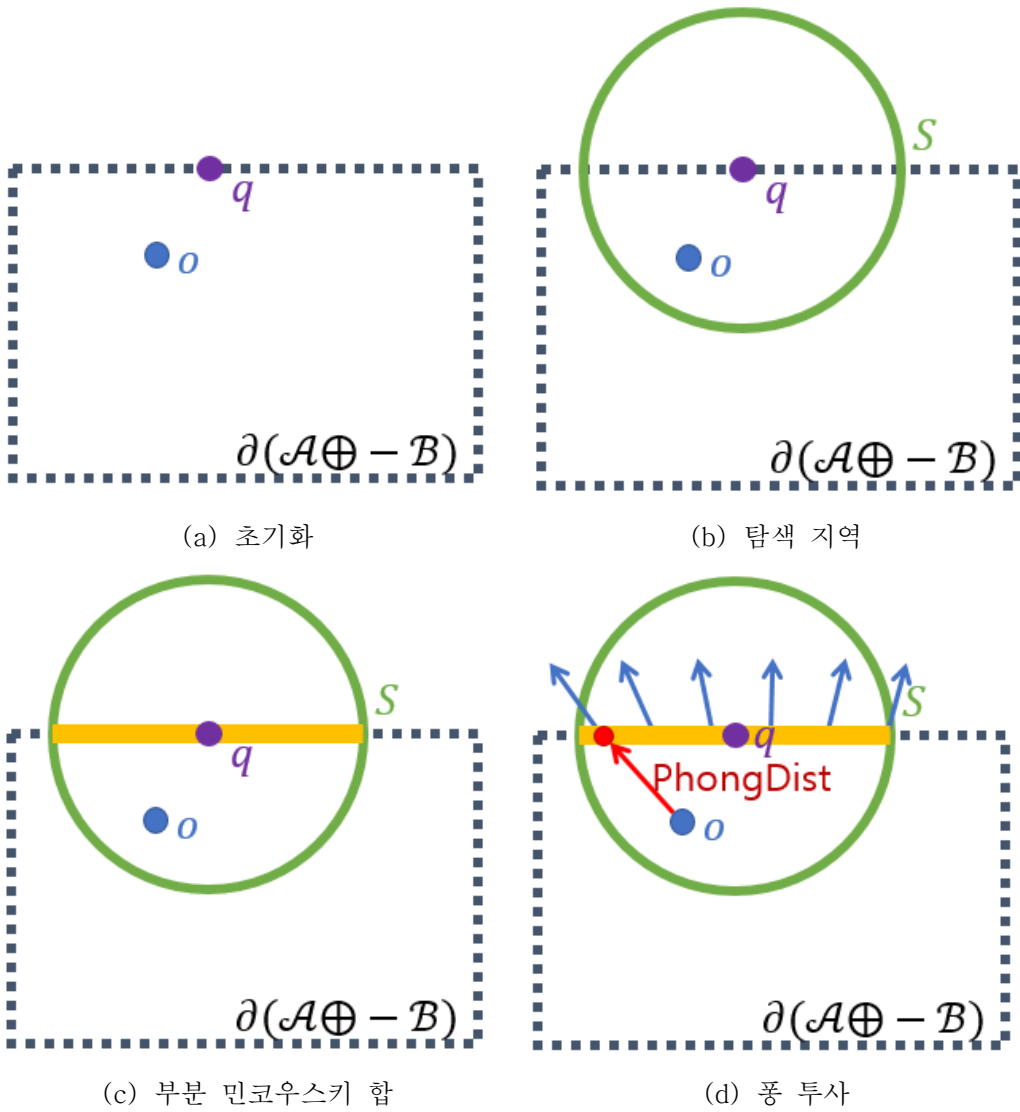 q
o
∂(𝒜⊕ − ℬ)
(a) 초기화
S
q
o
∂(𝒜⊕ − ℬ)
(b) 탐색 지역
S
q
o
∂(𝒜⊕ − ℬ)
(c) 부분 민코우스키 합
S
q
PhongDist
o
∂(𝒜⊕ − ℬ)
(d) 퐁 투사